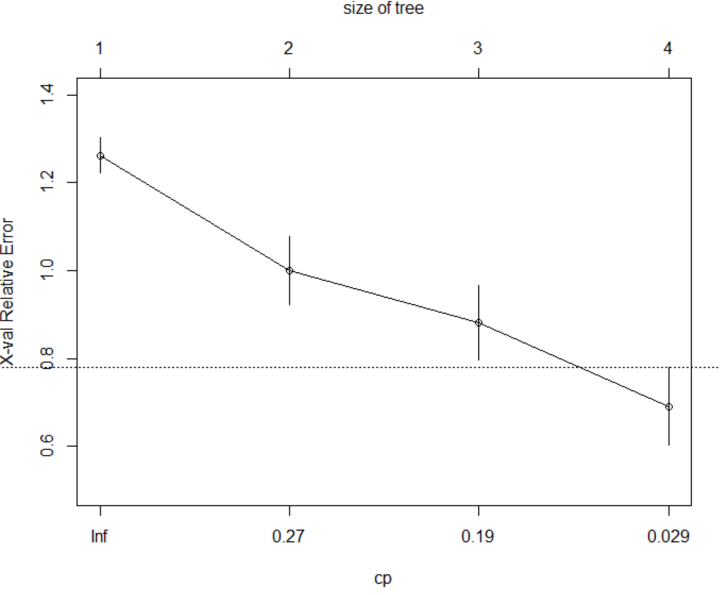 size of tree
1 2 3 4
1.4
1.2
1.0
0.8
0.6
X-val Relative Error
Inf 0.27 0.19 0.029
cp